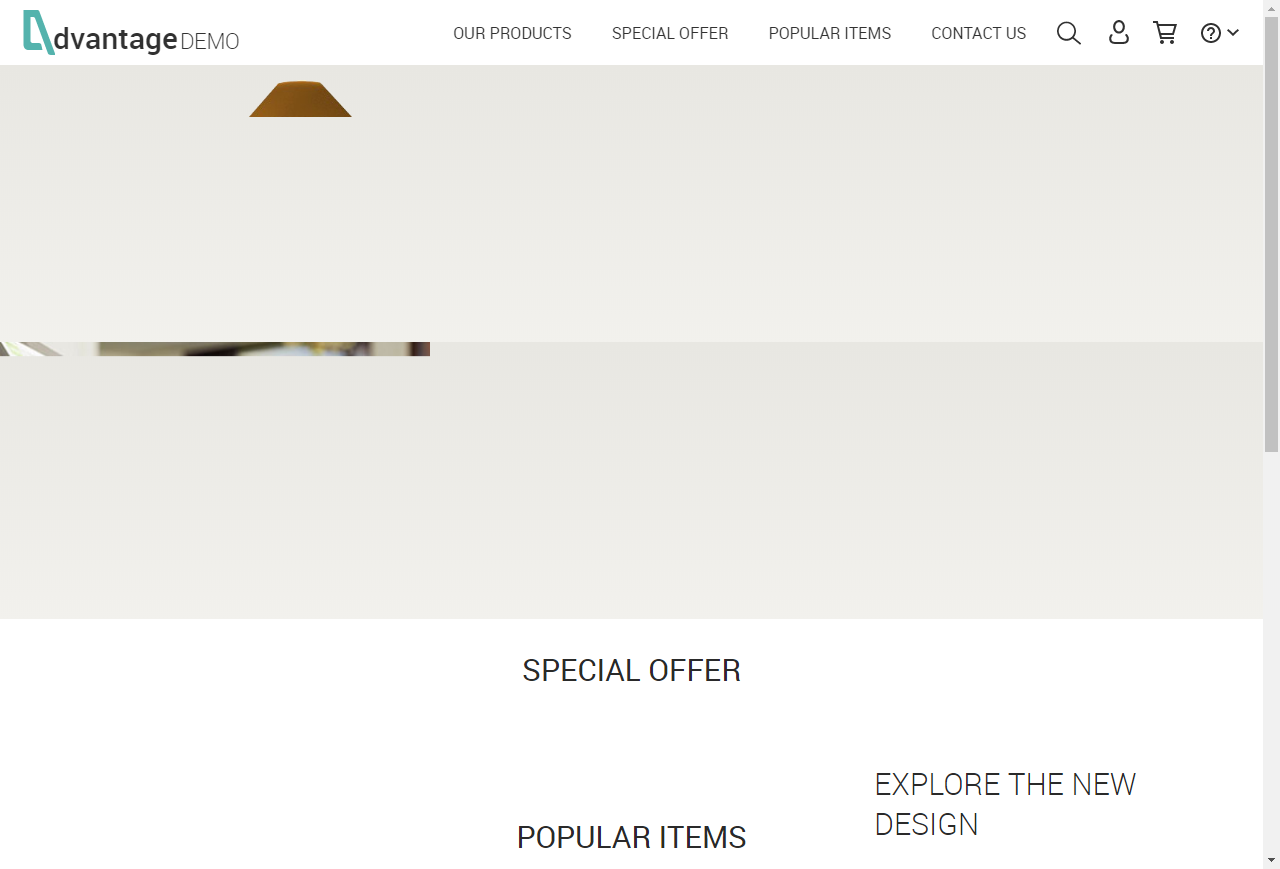 dvantage DEMO
OUR PRODUCTS SPECIAL OFFER POPULAR ITEMS CONTACT US
SPECIAL OFFER
EXPLORE THE NEW
DESIGN
POPULAR ITEMS